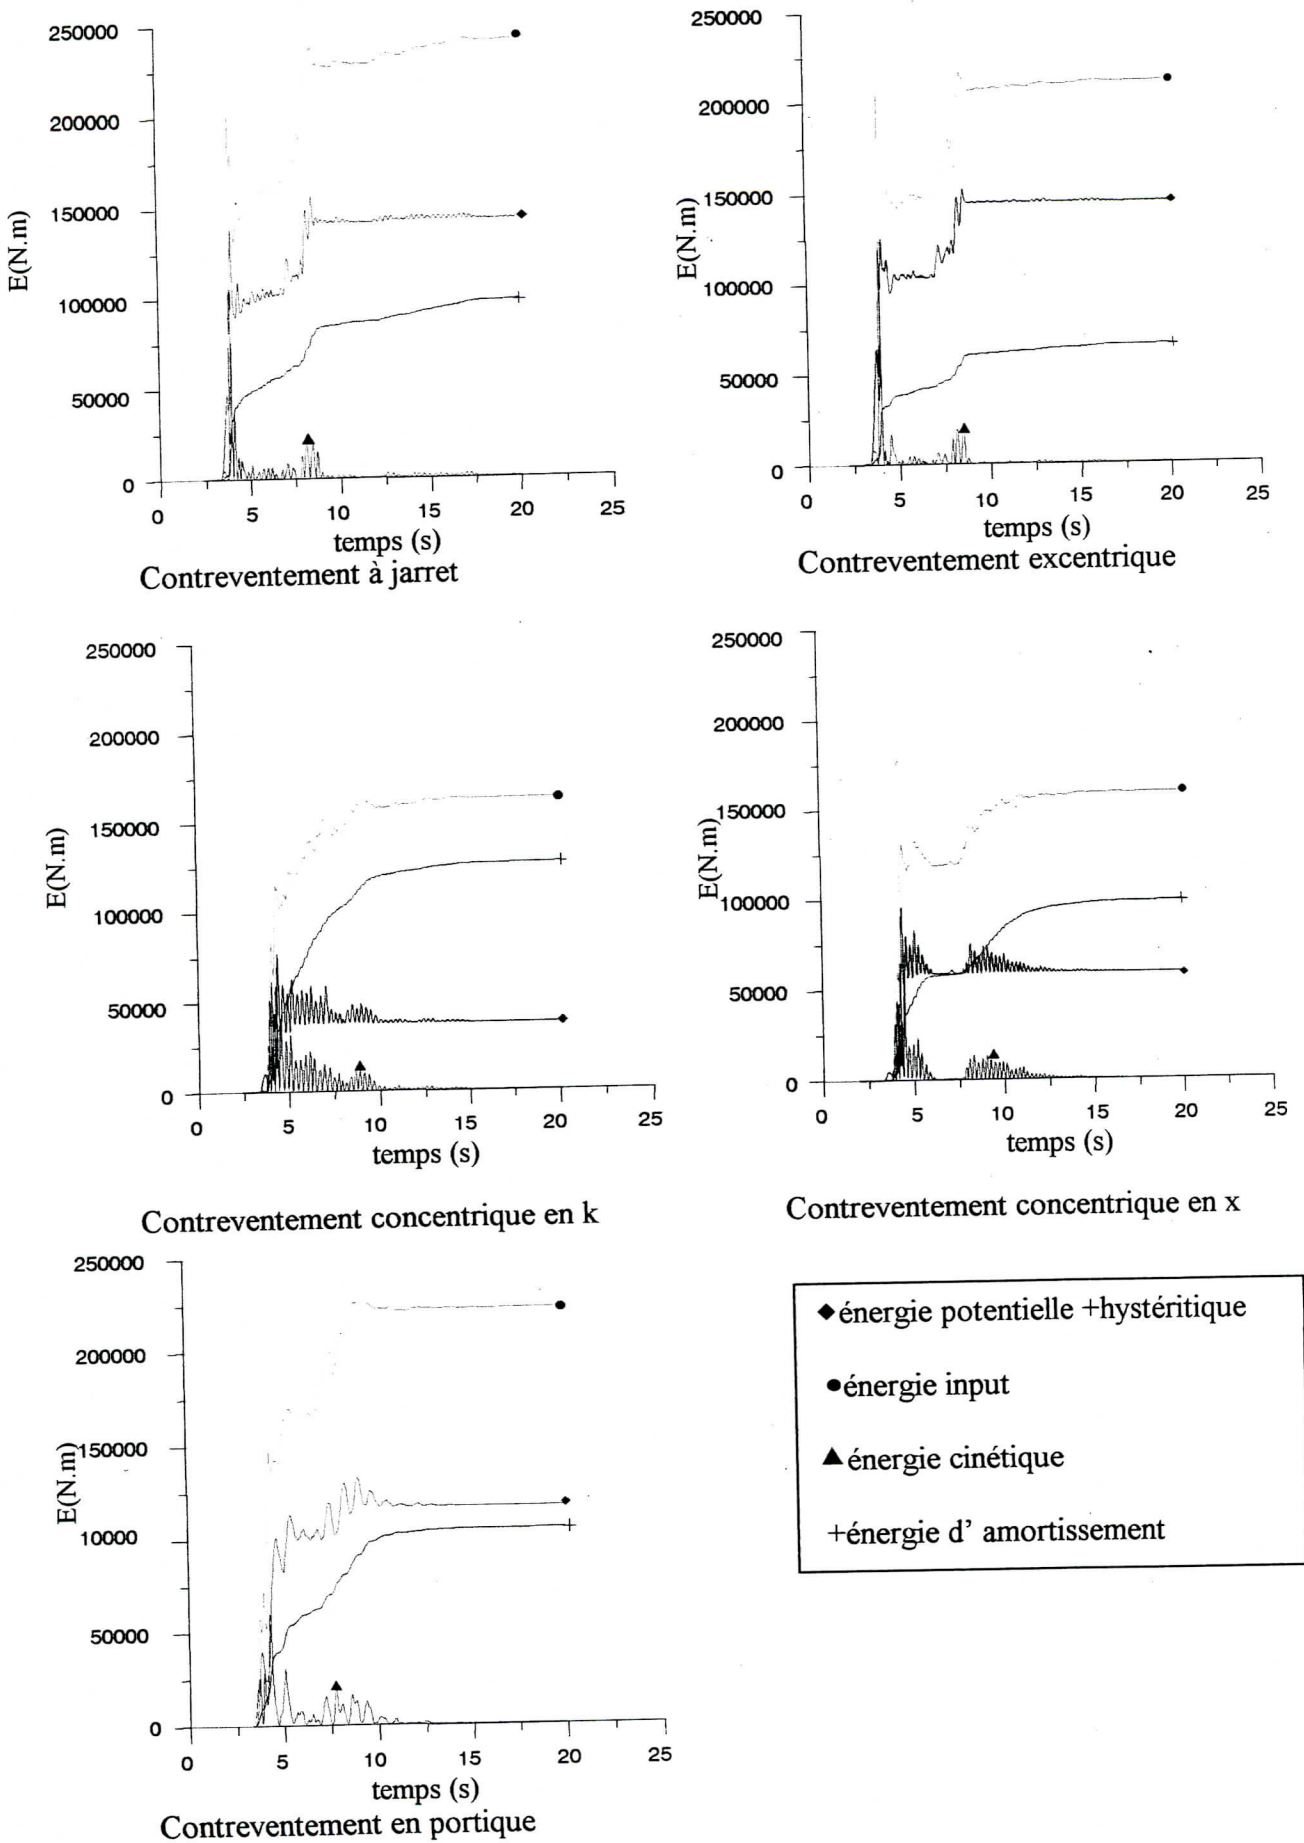 250000
200000
150000
100000
50000
0
E(N.m)
0 5 10 15 20 25
temps (s)
Contreventement à jarret
250000
200000
150000
100000
50000
0
E(N.m)
0 5 10 15 20 25
temps (s)
Contreventement excentrique
250000
200000
150000
100000
50000
0
E(N.m)
0 5 10 15 20 25
temps (s)
Contreventement concentrique en k
250000
200000
150000
100000
50000
0
E(N.m)
0 5 10 15 20 25
temps (s)
Contreventement concentrique en x
250000
200000
150000
10000
50000
0
E(N.m)
0 5 10 15 20 25
temps (s)
Contreventement en portique
◆énergie potentielle +hystéritique
●énergie input
▲énergie cinétique
+énergie d' amortissement